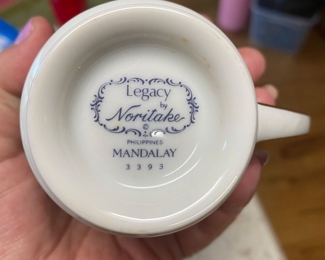 Legacy
by
Noritake
©
PHILIPPINES
MANDALAY
3393